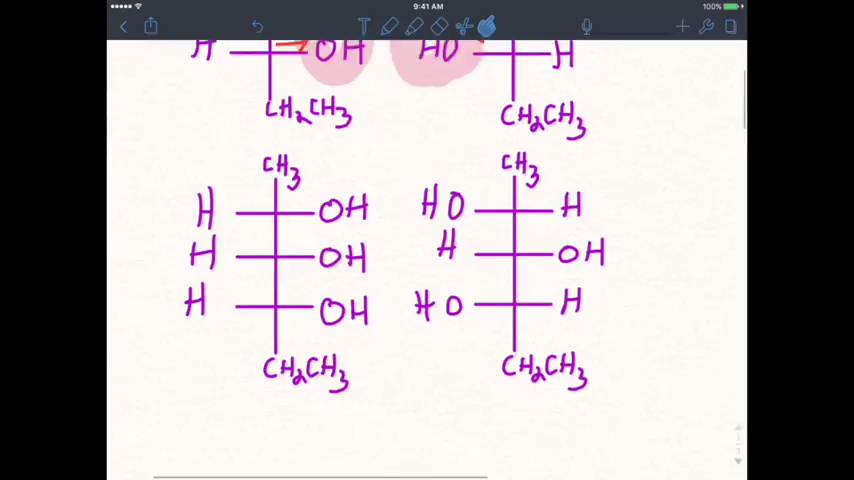 9:41 AM
100%
H OH HO H
CH2CH3 CH2CH3
CH3 CH3
H OH HO H
H OH H OH
H OH HO H
CH2CH3 CH2CH3